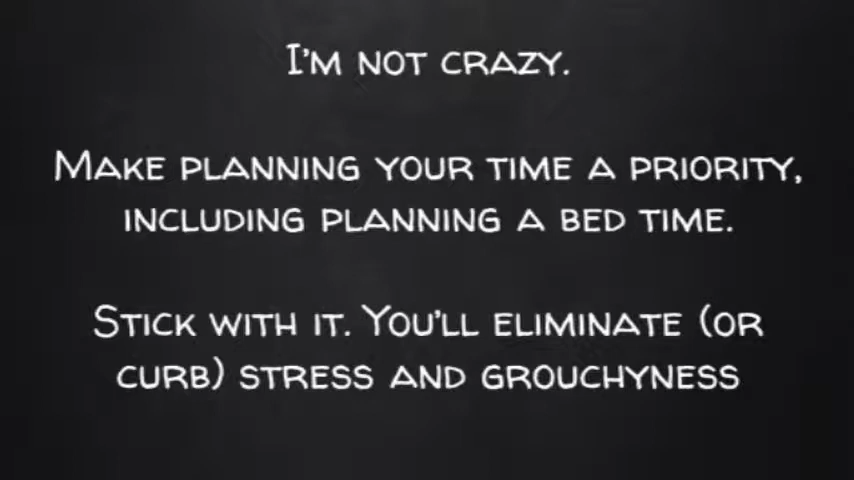 I'm not crazy.
Make planning your time a priority,
including planning a bed time.
Stick with it. You'll eliminate (or
curb) stress and grouchyness